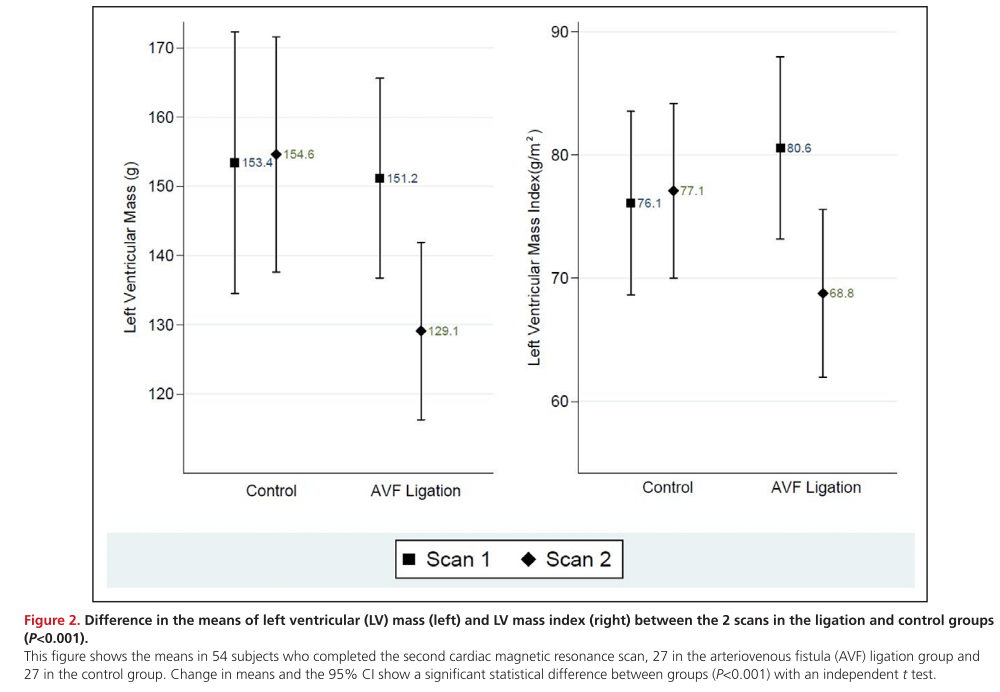 170
160
150
140
130
120
Left Ventricular Mass (g)
153.4
154.6
151.2
129.1
Control
AVF Ligation
90
80
70
60
Left Ventricular Mass Index(g/m²)
76.1
77.1
80.6
68.8
Control
AVF Ligation
Scan 1
Scan 2
Figure 2. Difference in the means of left ventricular (LV) mass (left) and LV mass index (right) between the 2 scans in the ligation and control groups
(P<0.001).
This figure shows the means in 54 subjects who completed the second cardiac magnetic resonance scan, 27 in the arteriovenous fistula (AVF) ligation group and
27 in the control group. Change in means and the 95% CI show a significant statistical difference between groups (P<0.001) with an independent t test.